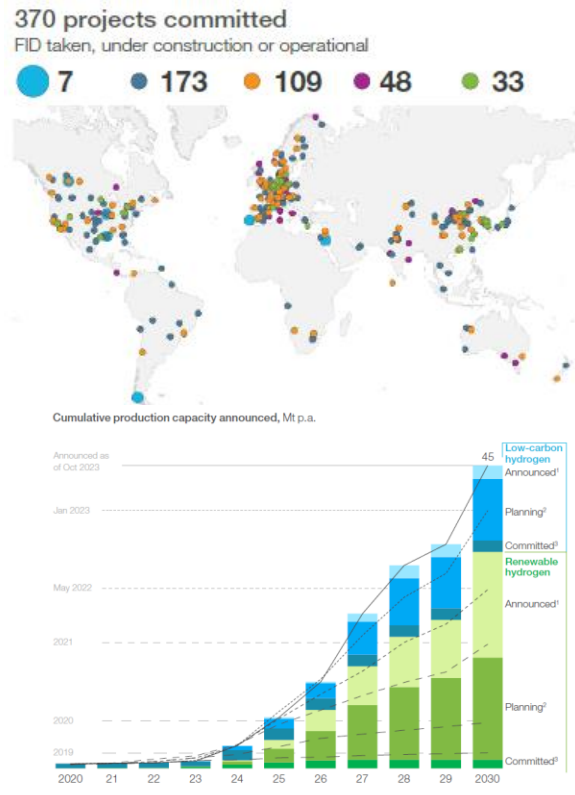 370 projects committed
FID taken, under construction or operational
7 173 109 48 33
Cumulative production capacity announced, Mt p.a.
Announced as
of Oct 2023
45
Low-carbon
hydrogen
Announced¹
Jan 2023
Planning²
Committed³
Renewable
hydrogen
May 2022
Announced¹
2021
Planning²
2020
2019
Committed³
2020 21 22 23 24 25 26 27 28 29 2030